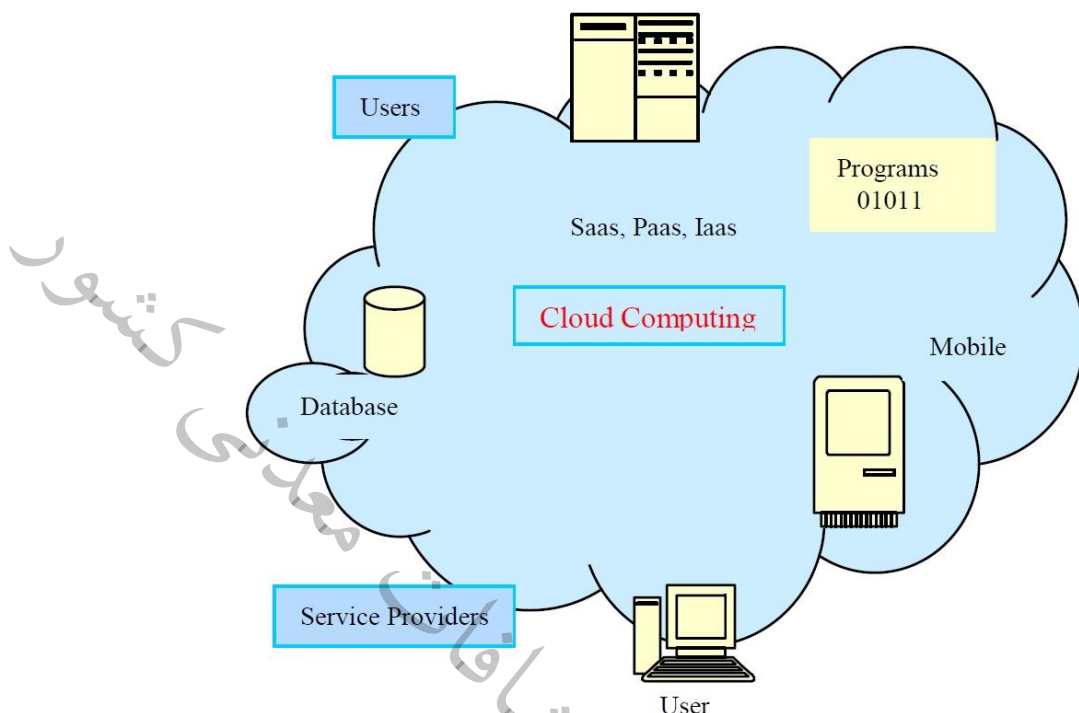 Users
Programs
01011
Saas, Paas, Iaas
Cloud Computing
Mobile
Database
Service Providers
User
معدنی کشور